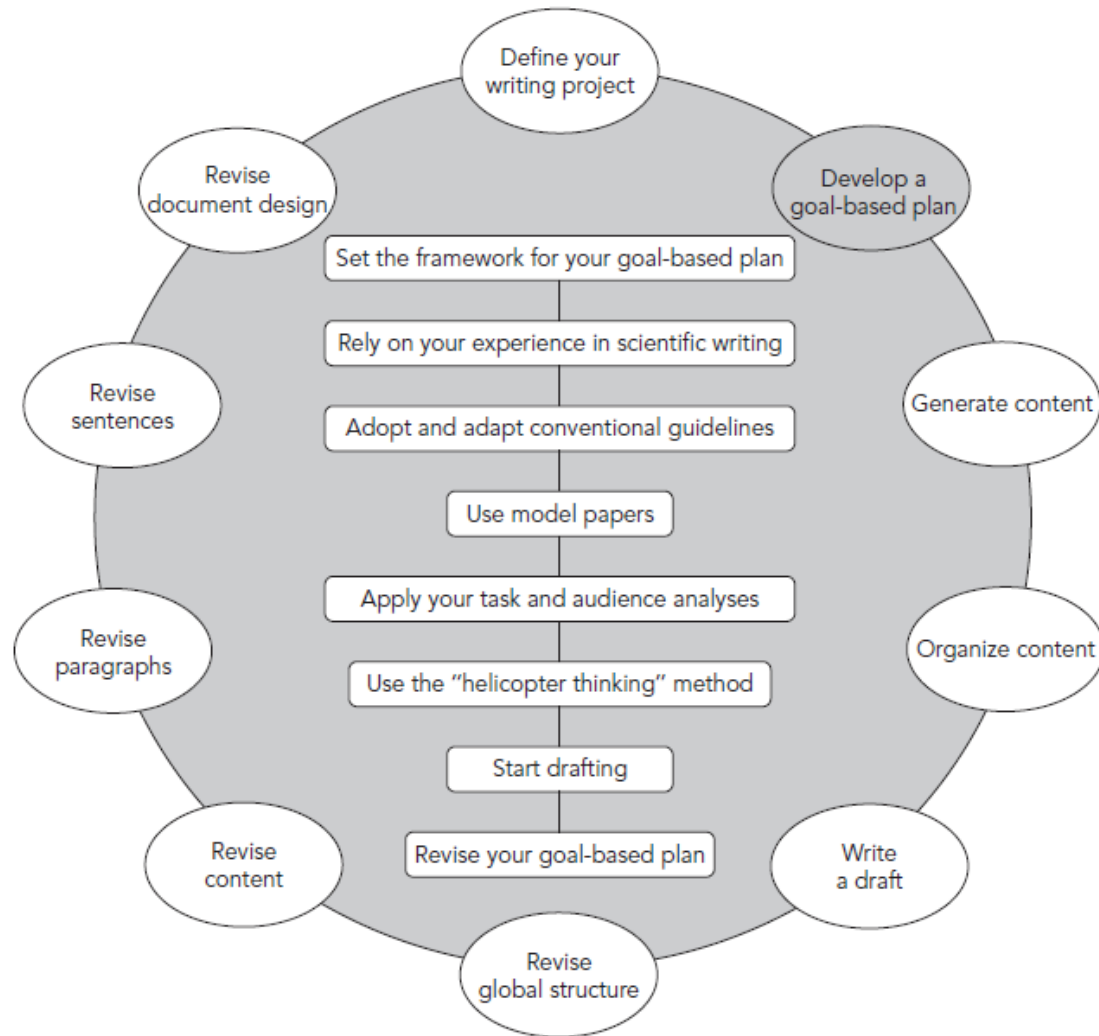 Define your
writing project
Develop a
goal-based plan
Generate content
Organize content
Write
a draft
Revise
global structure
Revise
content
Revise
paragraphs
Revise
sentences
Revise
document design
Set the framework for your goal-based plan
Rely on your experience in scientific writing
Adopt and adapt conventional guidelines
Use model papers
Apply your task and audience analyses
Use the “helicopter thinking” method
Start drafting
Revise your goal-based plan